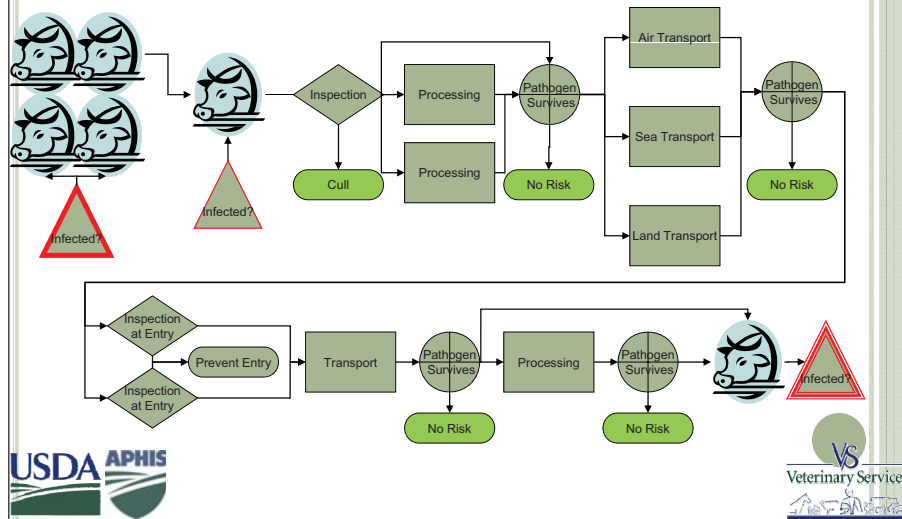 Infected?
Infected?
Inspection
Cull
Processing
Processing
Pathogen
Survives
No Risk
Air Transport
Sea Transport
Land Transport
Pathogen
Survives
No Risk
Inspection
at Entry
Prevent Entry
Inspection
at Entry
Transport
Pathogen
Survives
No Risk
Processing
Pathogen
Survives
No Risk
Infected?
USDA
APHIS
VS
Veterinary Service